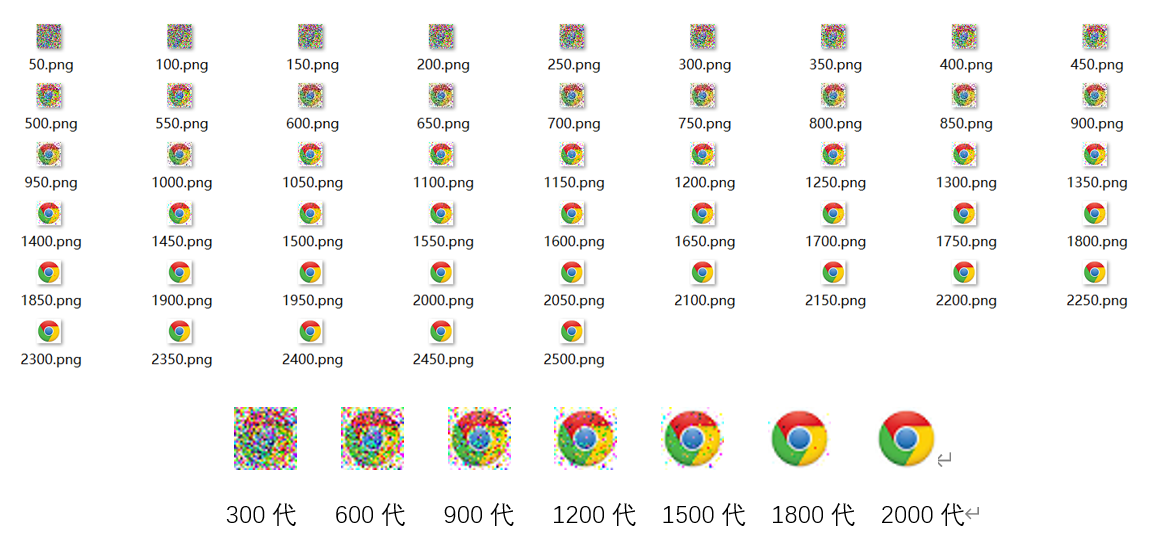 50.png 100.png 150.png 200.png 250.png 300.png 350.png 400.png 450.png
500.png 550.png 600.png 650.png 700.png 750.png 800.png 850.png 900.png
950.png 1000.png 1050.png 1100.png 1150.png 1200.png 1250.png 1300.png 1350.png
1400.png 1450.png 1500.png 1550.png 1600.png 1650.png 1700.png 1750.png 1800.png
1850.png 1900.png 1950.png 2000.png 2050.png 2100.png 2150.png 2200.png 2250.png
2300.png 2350.png 2400.png 2450.png 2500.png
300 代 600 代 900 代 1200 代 1500 代 1800 代 2000 代